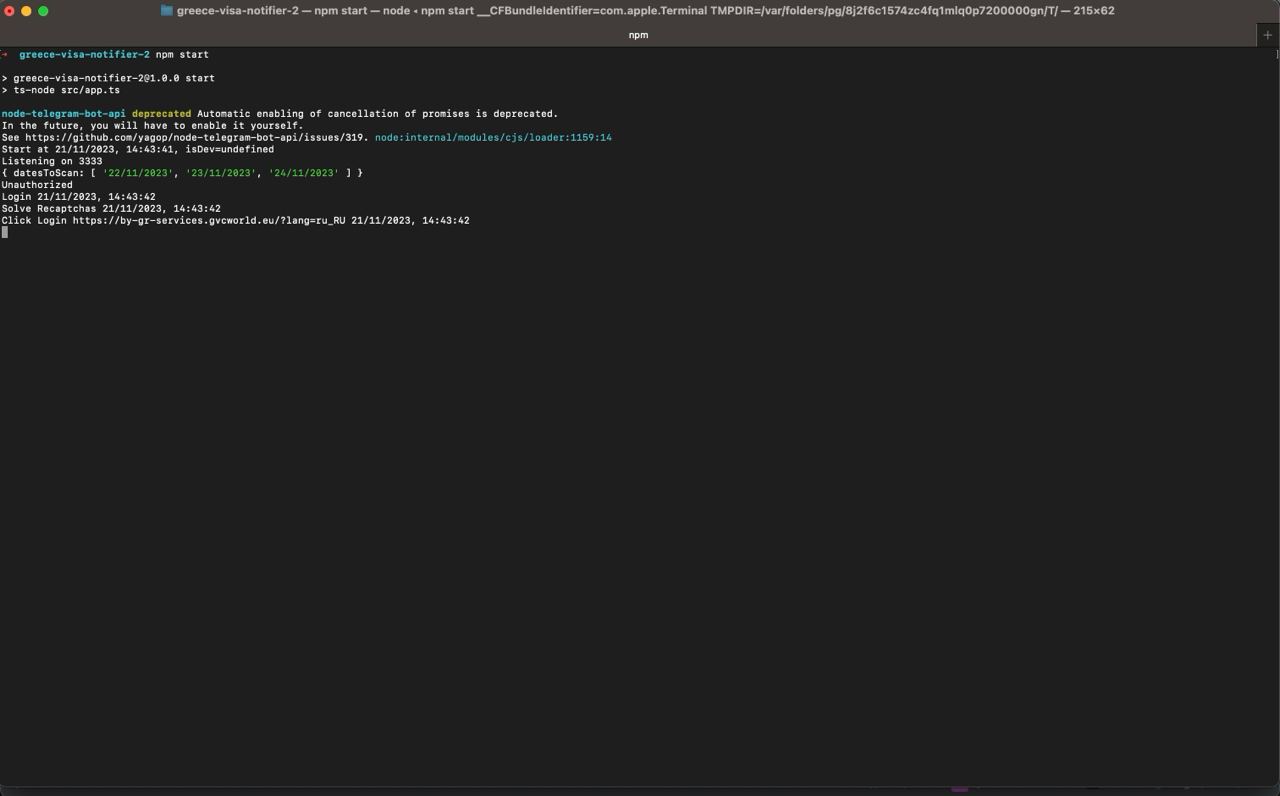 greece-visa-notifier-2 — npm start — node ◂ npm start __CFBundleIdentifier=com.apple.Terminal TMPDIR=/var/folders/pg/8j2f6c1574zc4fq1mlq0p7200000gn/T/ — 215×62
npm
+
→ greece-visa-notifier-2 npm start
> greece-visa-notifier-2@1.0.0 start
> ts-node src/app.ts
node-telegram-bot-api deprecated Automatic enabling of cancellation of promises is deprecated.
In the future, you will have to enable it yourself.
See https://github.com/yagop/node-telegram-bot-api/issues/319. node:internal/modules/cjs/loader:1159:14
Start at 21/11/2023, 14:43:41, isDev=undefined
Listening on 3333
{ datesToScan: [ '22/11/2023', '23/11/2023', '24/11/2023' ] }
Unauthorized
Login 21/11/2023, 14:43:42
Solve Recaptchas 21/11/2023, 14:43:42
Click Login https://by-gr-services.gvcworld.eu/?lang=ru_RU 21/11/2023, 14:43:42